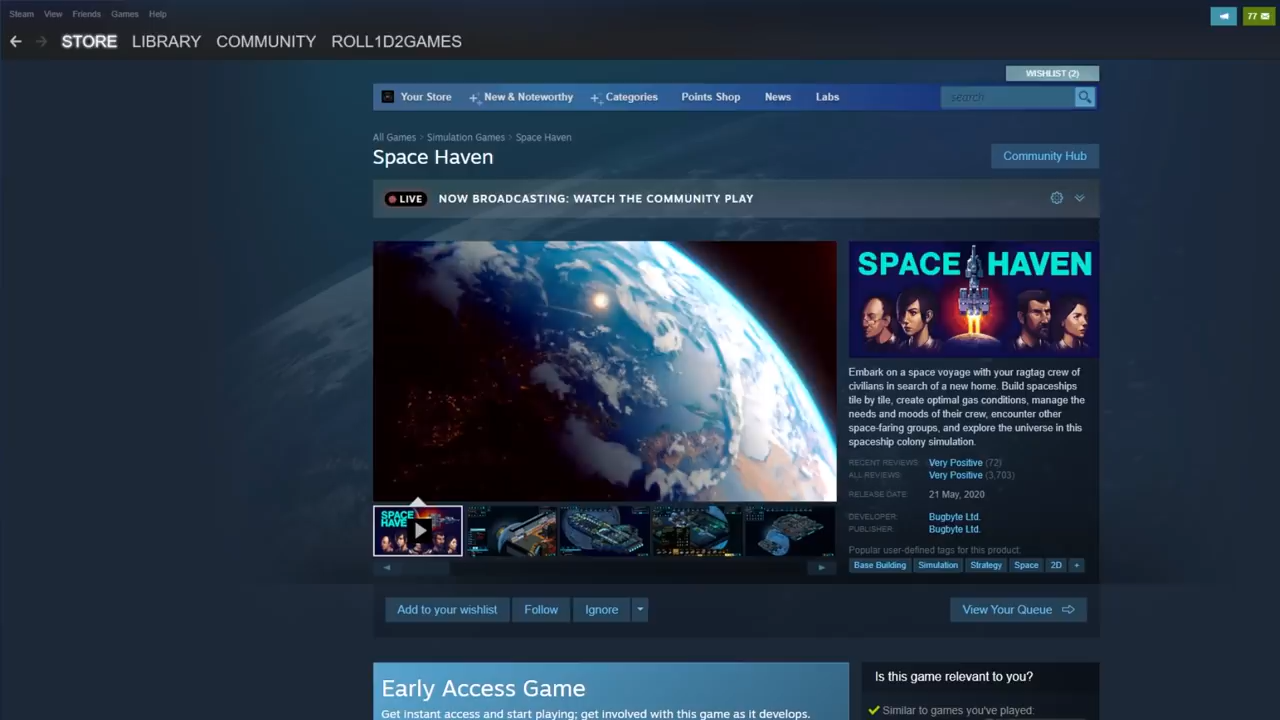 Steam View Friends Games Help
77
STORE LIBRARY COMMUNITY ROLL1D2GAMES
WISHLIST (2)
Your Store New & Noteworthy Categories Points Shop News Labs search
All Games > Simulation Games > Space Haven
Space Haven
Community Hub
LIVE NOW BROADCASTING: WATCH THE COMMUNITY PLAY
SPACE HAVEN
Embark on a space voyage with your ragtag crew of
civilians in search of a new home. Build spaceships
tile by tile, create optimal gas conditions, manage the
needs and moods of their crew, encounter other
space-faring groups, and explore the universe in this
spaceship colony simulation.
RECENT REVIEWS: Very Positive (72)
ALL REVIEWS: Very Positive (3,703)
RELEASE DATE: 21 May, 2020
DEVELOPER: Bugbyte Ltd.
PUBLISHER: Bugbyte Ltd.
Popular user-defined tags for this product:
Base Building Simulation Strategy Space 2D +
SPACE
Add to your wishlist Follow Ignore View Your Queue
Early Access Game
Get instant access and start playing; get involved with this game as it develops.
Is this game relevant to you?
Similar to games you've played: